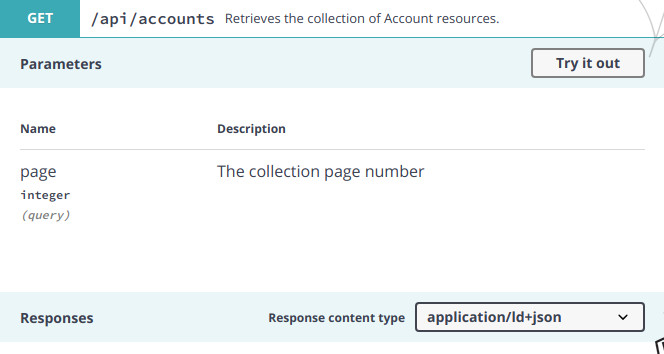 GET /api/accounts Retrieves the collection of Account resources.
Parameters Try it out
Name Description
page The collection page number
integer
(query)
Responses Response content type application/ld+json